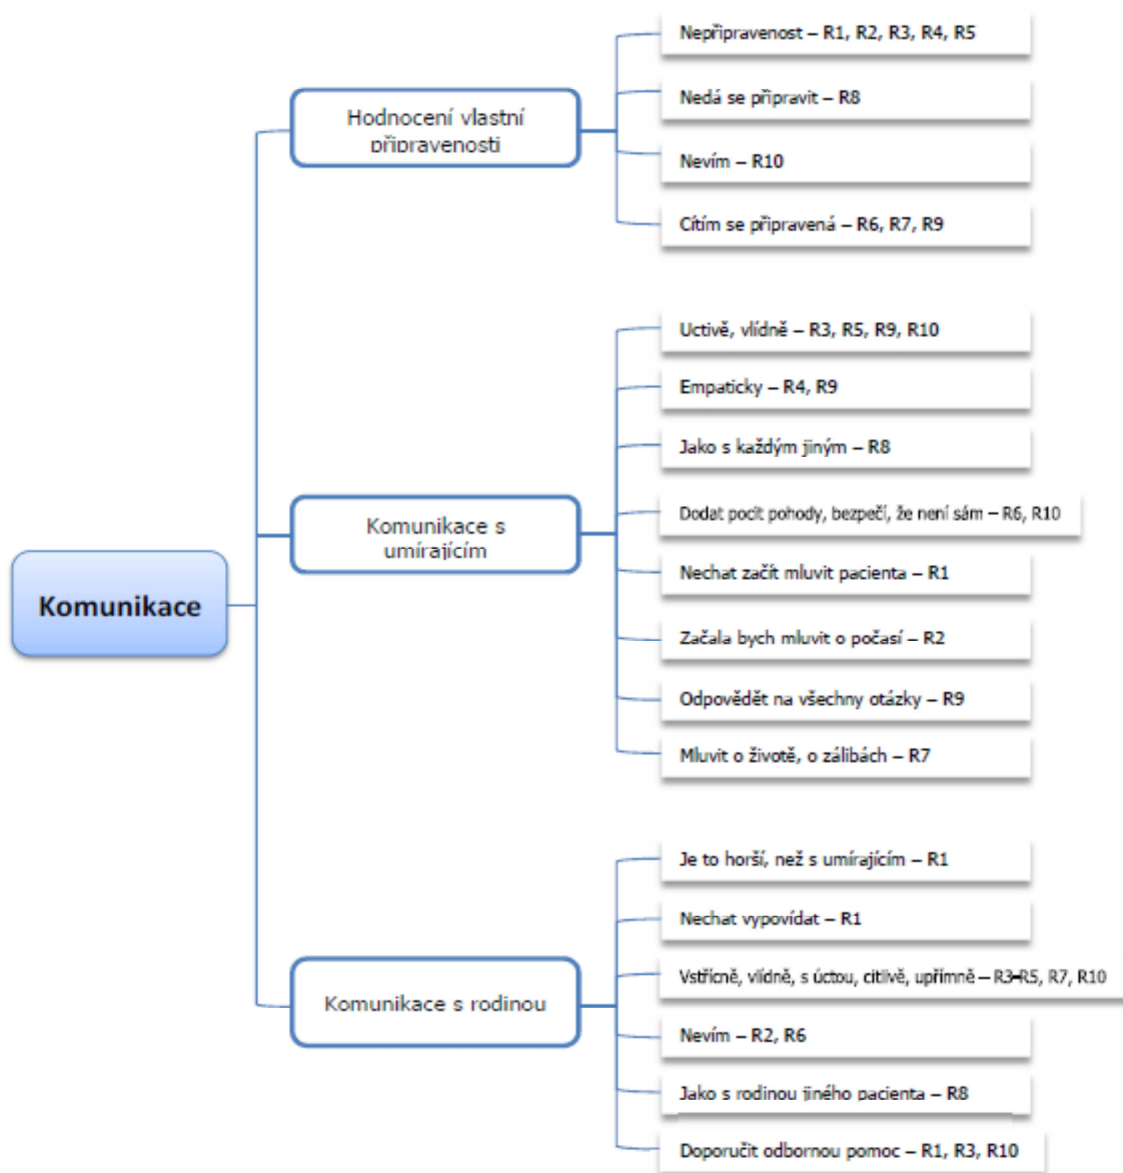 Komunikace
Hodnocení vlastní
připravenosti
Nepřipravenost – R1, R2, R3, R4, R5
Nedá se připravit – R8
Nevím – R10
Cítím se připravená – R6, R7, R9
Komunikace s
umírajícím
Uctivě, vlídně – R3, R5, R9, R10
Empaticky – R4, R9
Jako s každým jiným – R8
Dodat pocit pohody, bezpečí, že není sám – R6, R10
Nechat začít mluvit pacienta – R1
Začala bych mluvit o počasí – R2
Odpovědět na všechny otázky – R9
Mluvit o životě, o zálibách – R7
Komunikace s rodinou
Je to horší, než s umírajícím – R1
Nechat vypovídat – R1
Vstřícně, vlídně, s úctou, citlivě, upřímně – R3–R5, R7, R10
Nevím – R2, R6
Jako s rodinou jiného pacienta – R8
Doporučit odbornou pomoc – R1, R3, R10